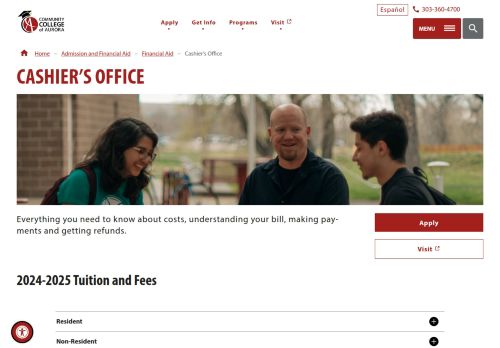 Español
303-360-4700
COMMUNITY
COLLEGE
of AURORA
Apply
Get Info
Programs
Visit
MENU
Home
Admission and Financial Aid
Financial Aid
Cashier's Office
CASHIER'S OFFICE
Everything you need to know about costs, understanding your bill, making pay-
ments and getting refunds.
Apply
Visit
2024-2025 Tuition and Fees
Resident
Non-Resident